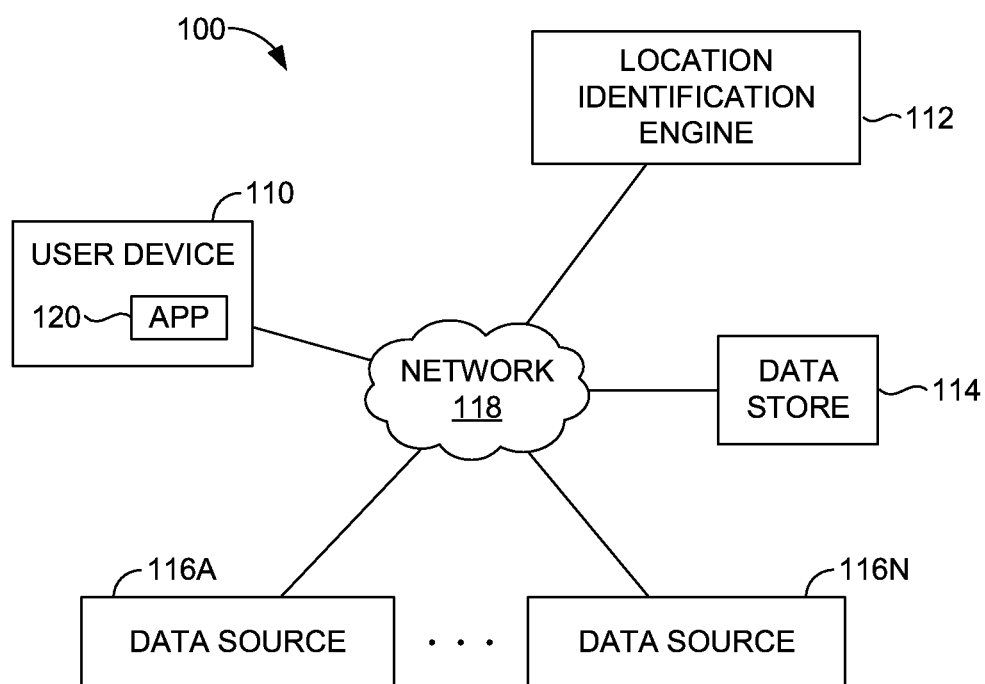 100
LOCATION
IDENTIFICATION
ENGINE
112
110
USER DEVICE
120
APP
NETWORK
118
DATA
STORE
114
116A
DATA SOURCE
. . .
116N
DATA SOURCE